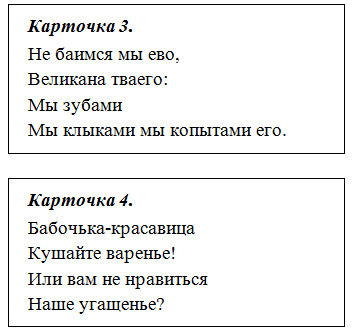 Карточка 3.
Не баимся мы ево,
Великана тваего:
Мы зубами
Мы клыками мы копытами его.
Карточка 4.
Бабочька-красавица
Кушайте варенье!
Или вам не нравиться
Наше угащенье?